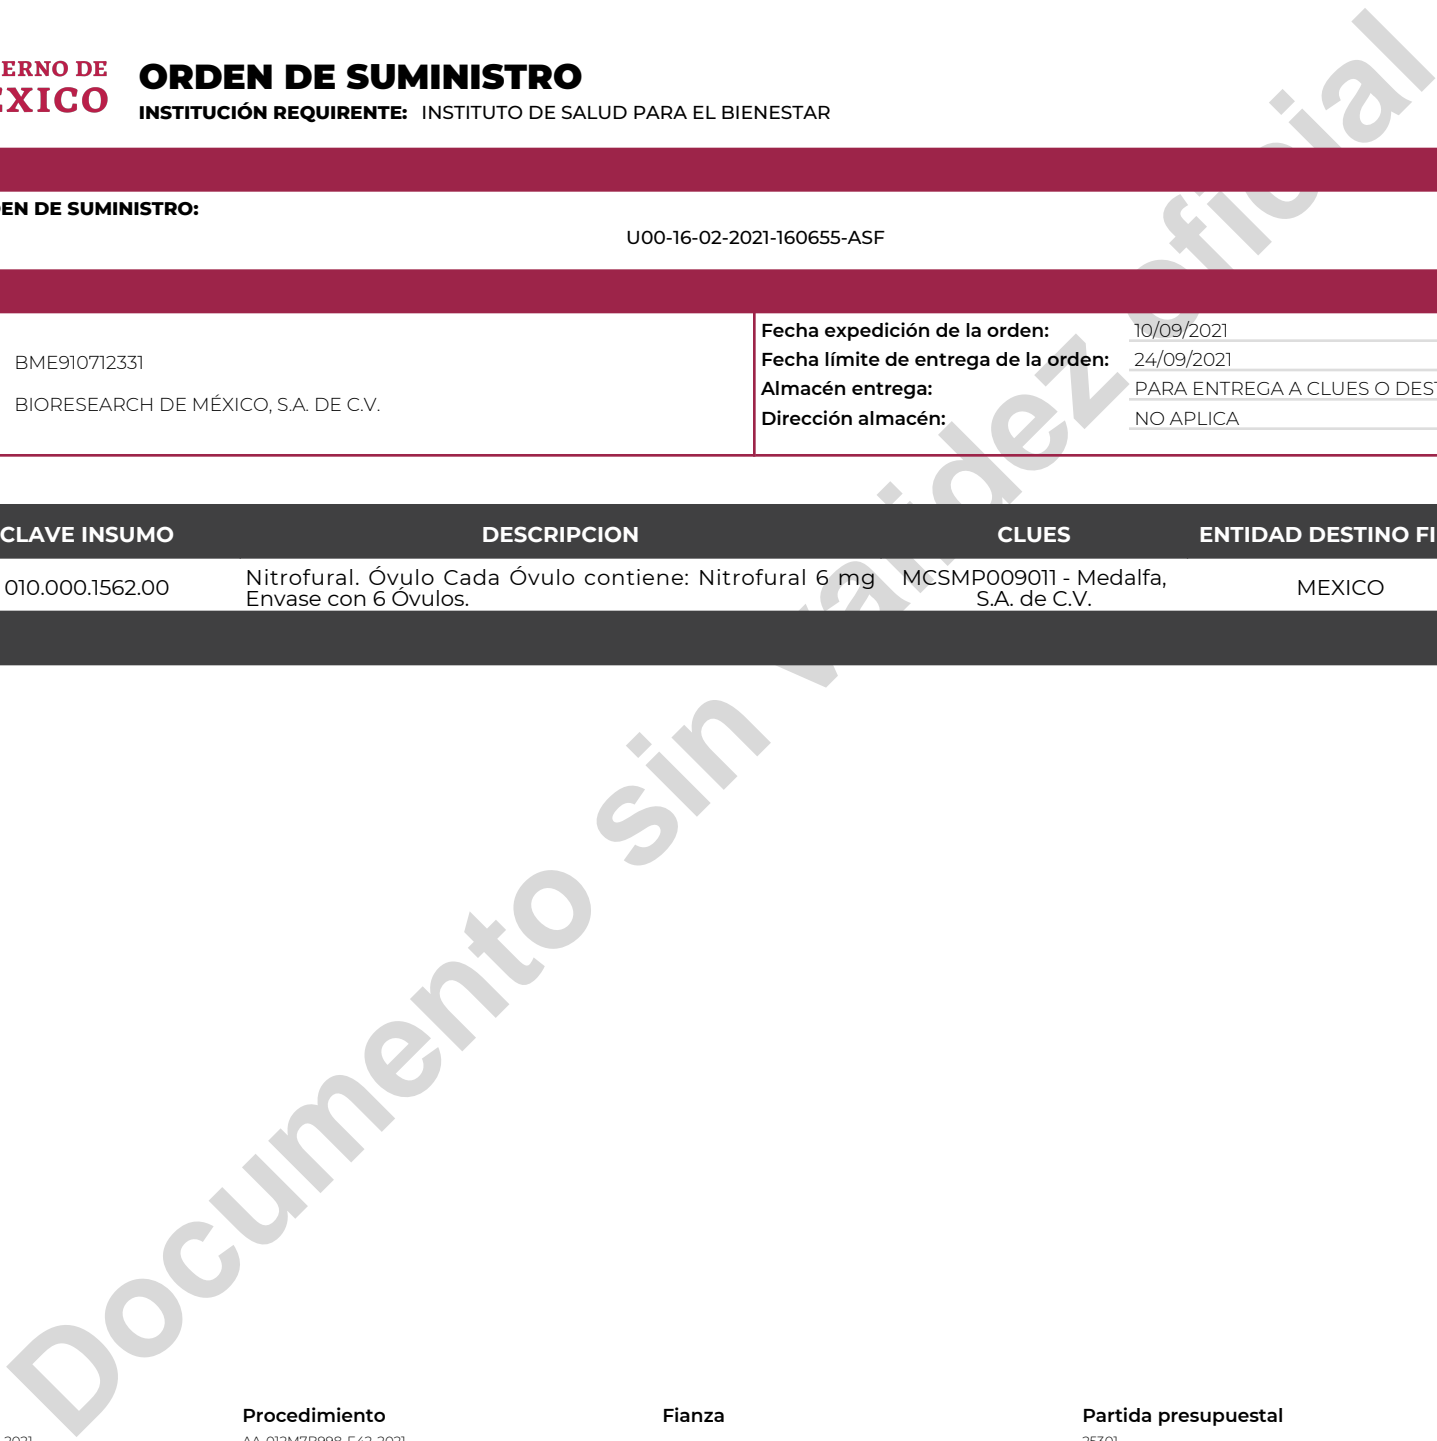 ERNO DE
ORDEN DE SUMINISTRO
INSTITUCIÓN REQUIRENTE: INSTITUTO DE SALUD PARA EL BIENESTAR
EN DE SUMINISTRO:
U00-16-02-2021-160655-ASF
BME910712331
BIORESEARCH DE MÉXICO, S.A. DE C.V.
Fecha expedición de la orden: 10/09/2021
Fecha límite de entrega de la orden: 24/09/2021
Almacén entrega: PARA ENTREGA A CLUES O DEST
Dirección almacén: NO APLICA
CLAVE INSUMO DESCRIPCION CLUES ENTIDAD DESTINO FI
010.000.1562.00 Nitrofural. Óvulo Cada Óvulo contiene: Nitrofural 6 mg MCSMP009011 - Medalfa, MEXICO
Envase con 6 Óvulos. S.A. de C.V.
Documento sin validez oficial
Procedimiento Fianza Partida presupuestal